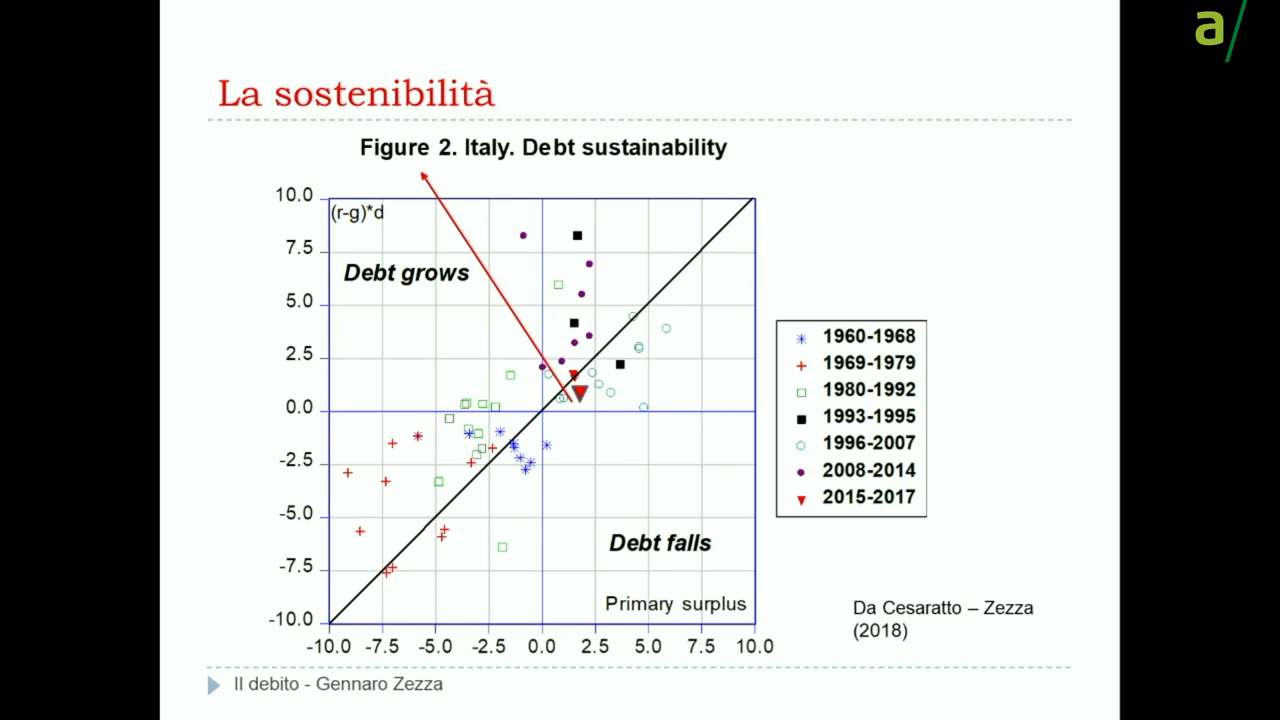 a/
La sostenibilità
Figure 2. Italy. Debt sustainability
10.0
(r-g)*d
7.5
Debt grows
5.0
2.5
0.0
-2.5
-5.0
-7.5
-10.0
Debt falls
Primary surplus
-10.0 -7.5 -5.0 -2.5 0.0 2.5 5.0 7.5 10.0
1960-1968
1969-1979
1980-1992
1993-1995
1996-2007
2008-2014
2015-2017
Da Cesaratto – Zezza
(2018)
Il debito - Gennaro Zezza